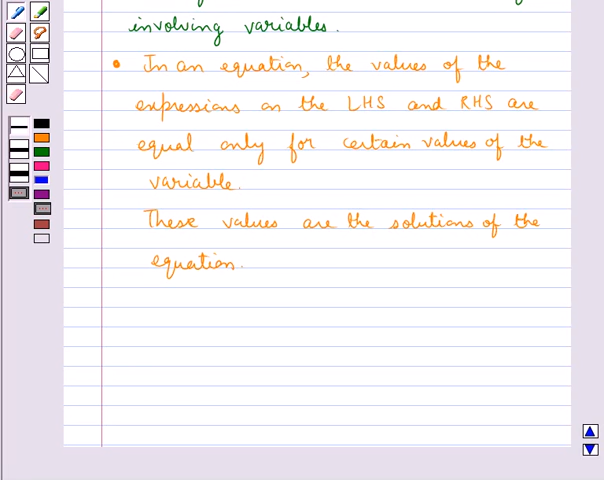 involving variables.
• In an equation, the values of the
expressions on the LHS and RHS are
equal only for certain values of the
variable.
These values are the solutions of the
equation.